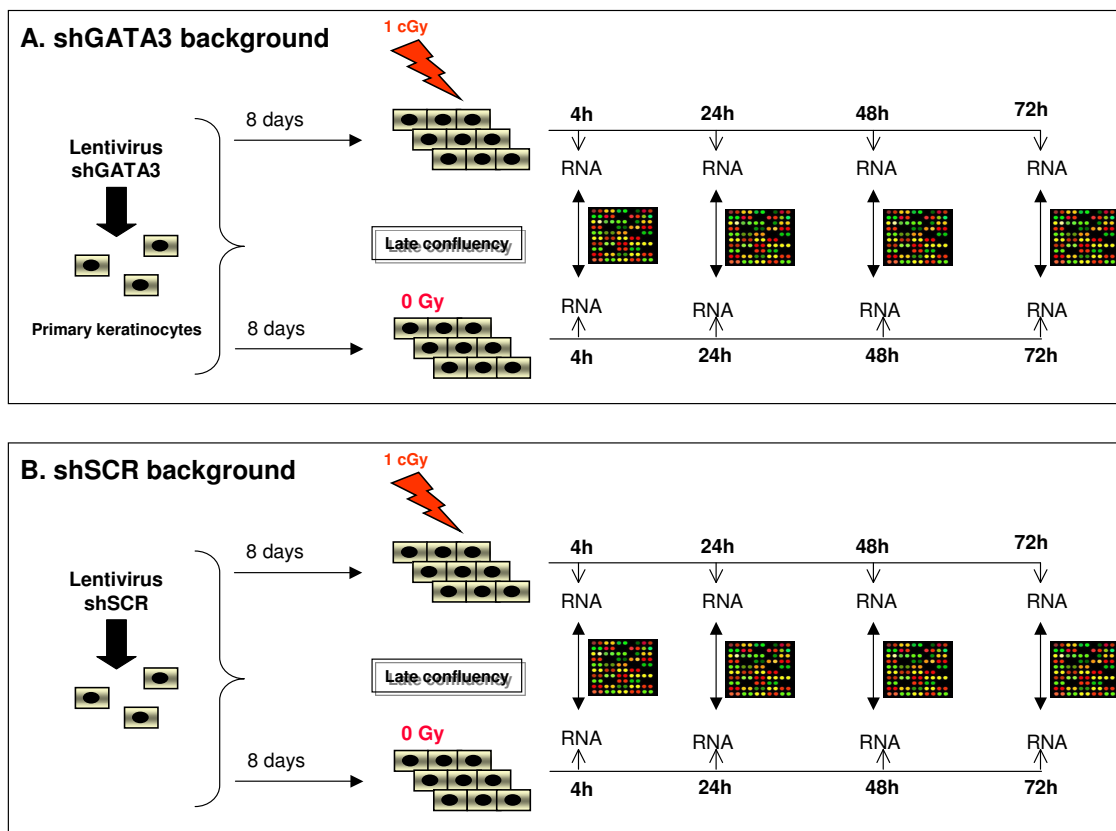 A. shGATA3 background
1 cGy
8 days
4h 24h 48h 72h
Lentivirus
shGATA3
RNA RNA RNA RNA
Late confluency
Primary keratinocytes
0 Gy
8 days
RNA RNA RNA RNA
4h 24h 48h 72h
B. shSCR background
1 cGy
8 days
4h 24h 48h 72h
Lentivirus
shSCR
RNA RNA RNA RNA
Late confluency
0 Gy
8 days
RNA RNA RNA RNA
4h 24h 48h 72h